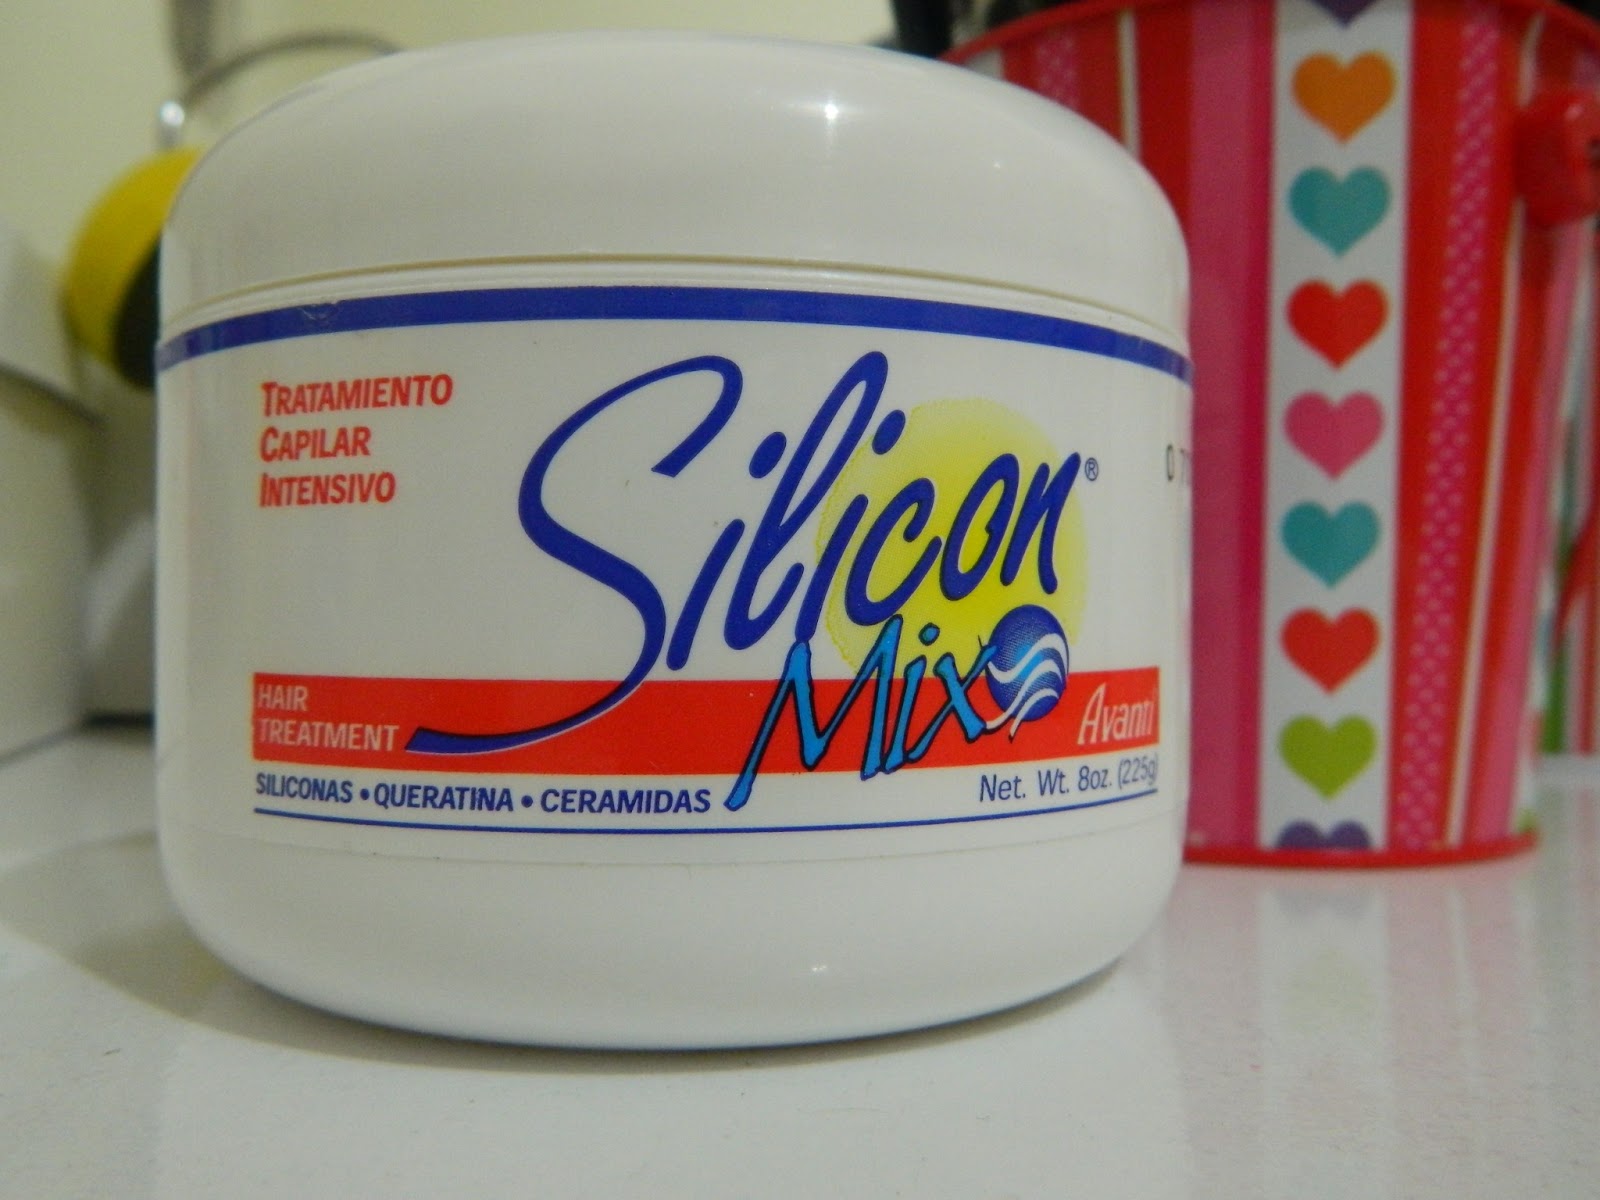 TRATAMIENTO
CAPILAR
INTENSIVO
Silicon®
Mix
HAIR
TREATMENT
Avanti
SILICONAS • QUERATINA • CERAMIDAS
Net. Wt. 8oz. (225g)